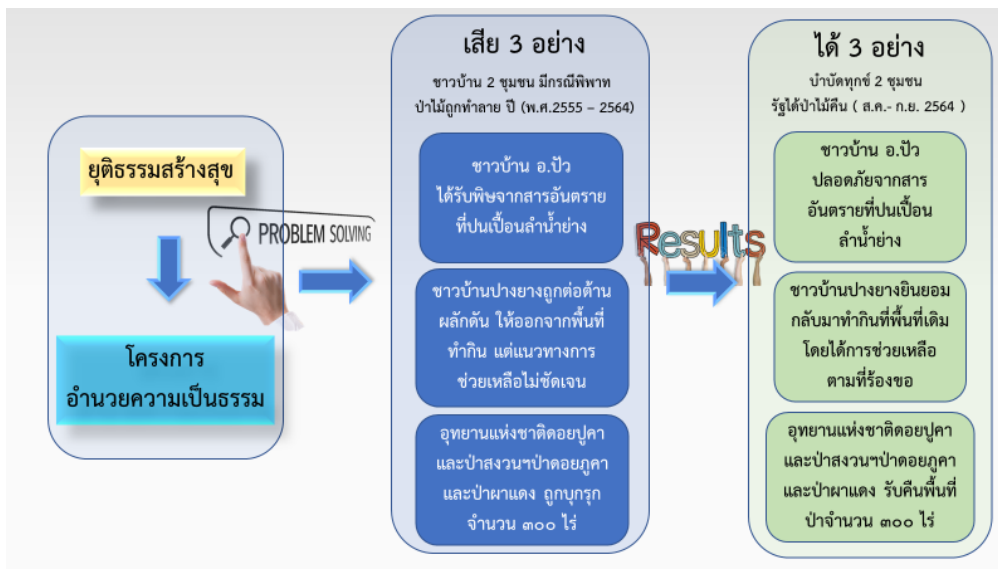 ยุติธรรมสร้างสุข
โครงการ
อำนวยความเป็นธรรม
PROBLEM SOLVING
เสีย 3 อย่าง
ชาวบ้าน 2 ชุมชน มีกรณีพิพาท
ป่าไม้ถูกทำลาย ปี (พ.ศ.2555 – 2564)
ชาวบ้าน อ.ปัว
ได้รับพิษจากสารอันตราย
ที่ปนเปื้อนลำน้ำย่าง
ชาวบ้านปางยางถูกต่อต้าน
ผลักดัน ให้ออกจากพื้นที่
ทำกิน แต่แนวทางการ
ช่วยเหลือไม่ชัดเจน
อุทยานแห่งชาติดอยปูคา
และป่าสงวนฯป่าดอยภูคา
และป่าผาแดง ถูกบุกรุก
จำนวน ๓๐๐ ไร่
Results
ได้ 3 อย่าง
บำบัดทุกข์ 2 ชุมชน
รัฐได้ป่าไม้คืน ( ส.ค.- ก.ย. 2564 )
ชาวบ้าน อ.ปัว
ปลอดภัยจากสาร
อันตรายที่ปนเปื้อน
ลำน้ำย่าง
ชาวบ้านปางยางยินยอม
กลับมาทำกินที่พื้นที่เดิม
โดยได้การช่วยเหลือ
ตามที่ร้องขอ
อุทยานแห่งชาติดอยปูคา
และป่าสงวนฯป่าดอยภูคา
และป่าผาแดง รับคืนพื้นที่
ป่าจำนวน ๓๐๐ ไร่